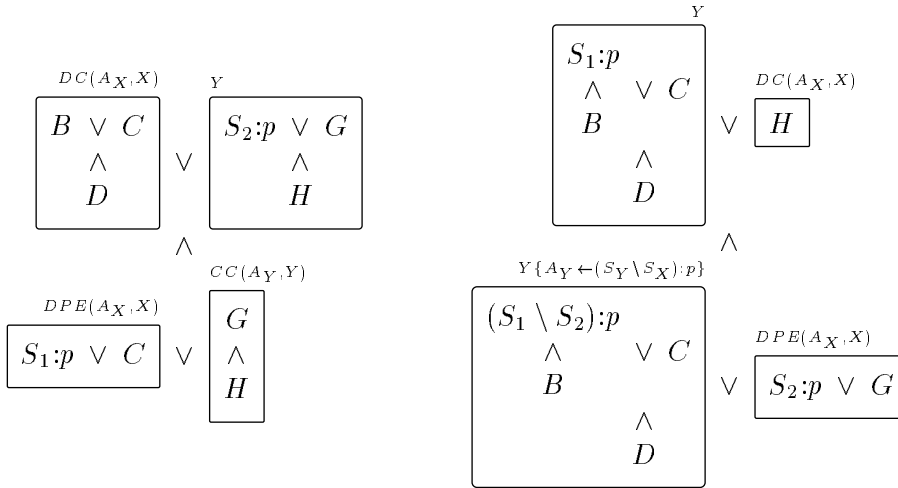 DC(A_X,X) Y
B ∨ C
∧
D
∨
S_2:p ∨ G
∧
H
∧
DPE(A_X,X) CC(A_Y,Y)
S_1:p ∨ C
∨
G
∧
H
Y
S_1:p
∧ ∨ C
B
∧
D
∨
DC(A_X,X)
H
∧
Y{A_Y←(S_Y\S_X):p}
(S_1 \ S_2):p
∧ ∨ C
B
∧
D
∨
DPE(A_X,X)
S_2:p ∨ G